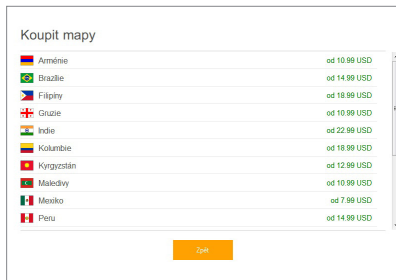 Koupit mapy
Arménie od 10.99 USD
Brazílie od 14.99 USD
Filipíny od 18.99 USD
Gruzie od 10.99 USD
Indie od 22.99 USD
Kolumbie od 18.99 USD
Kyrgyzstán od 12.99 USD
Maledivy od 10.99 USD
Mexiko od 7.99 USD
Peru od 14.99 USD
Zpět